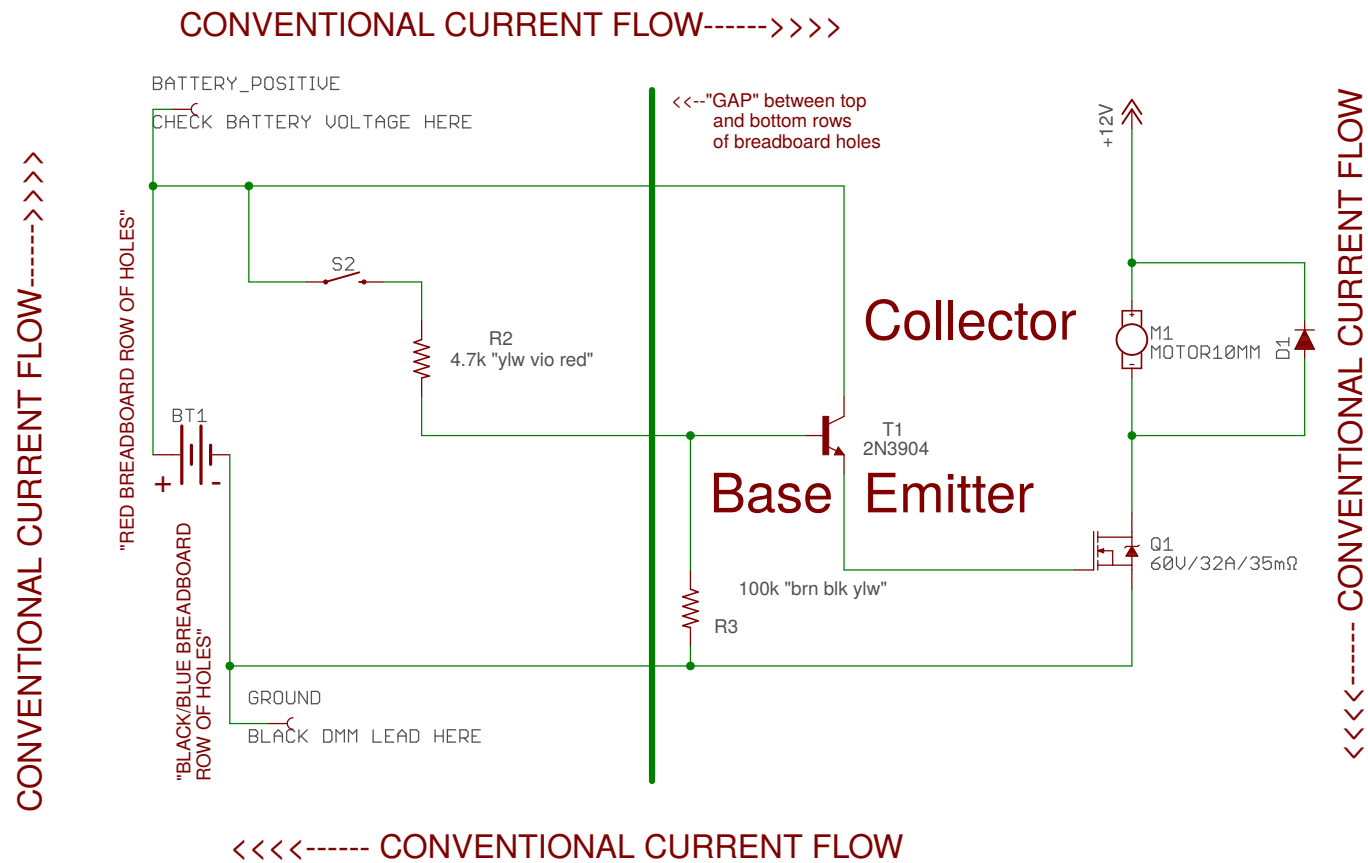 CONVENTIONAL CURRENT FLOW------>>>>
BATTERY_POSITIVE
CHECK BATTERY VOLTAGE HERE
<<--"GAP" between top
and bottom rows
of breadboard holes
+12V
CONVENTIONAL CURRENT FLOW------>>>>
"RED BREADBOARD ROW OF HOLES"
S2
R2
4.7k "ylw vio red"
Collector
M1
MOTOR10MM
D1
<<<<------ CONVENTIONAL CURRENT FLOW
BT1
+
-
T1
2N3904
Base
Emitter
Q1
60V/32A/35mΩ
100k "brn blk ylw"
R3
"BLACK/BLUE BREADBOARD
ROW OF HOLES"
GROUND
BLACK DMM LEAD HERE
<<<<------ CONVENTIONAL CURRENT FLOW